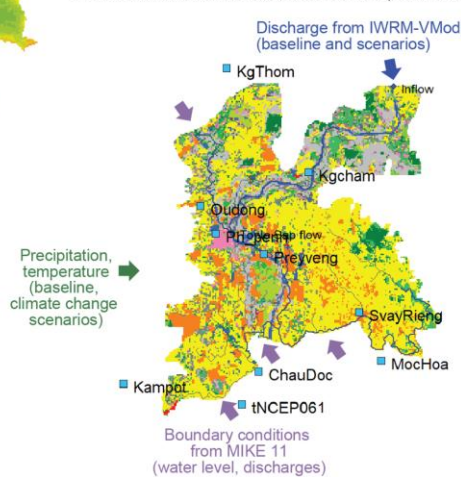 Discharge from IWRM-VMod
(baseline and scenarios)
KgThom
Inflow
Kgcham
Oudong
Preyveng
Precipitation,
temperature
(baseline,
climate change
scenarios)
SvayRieng
MocHoa
ChauDoc
Kampot
tNCEP061
Boundary conditions
from MIKE 11
(water level, discharges)